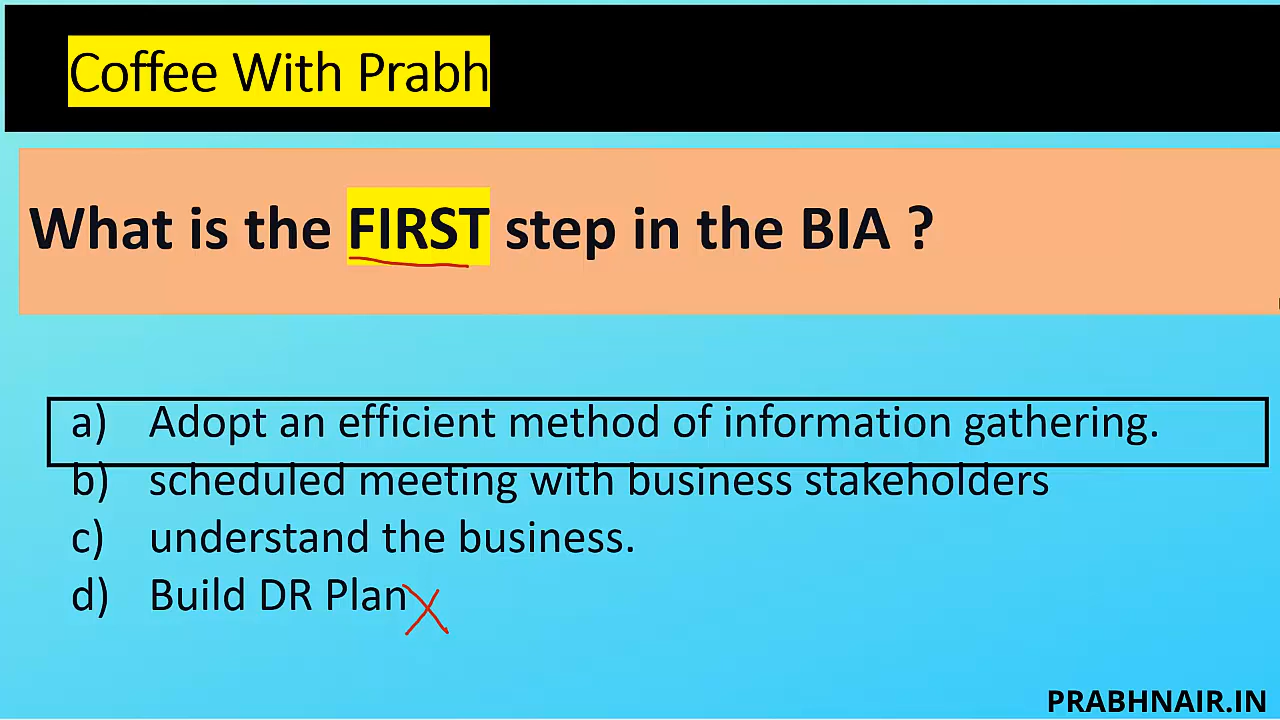 Coffee With Prabh
What is the FIRST step in the BIA ?
a) Adopt an efficient method of information gathering.
b) scheduled meeting with business stakeholders
c) understand the business.
d) Build DR Plan
PRABHNAIR.IN